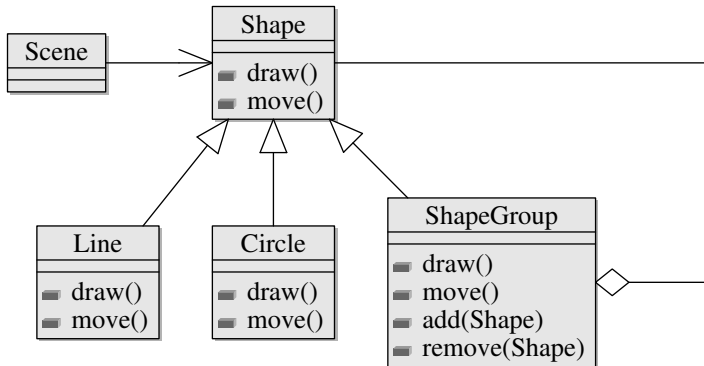 Scene
Shape
draw()
move()
Line
draw()
move()
Circle
draw()
move()
ShapeGroup
draw()
move()
add(Shape)
remove(Shape)